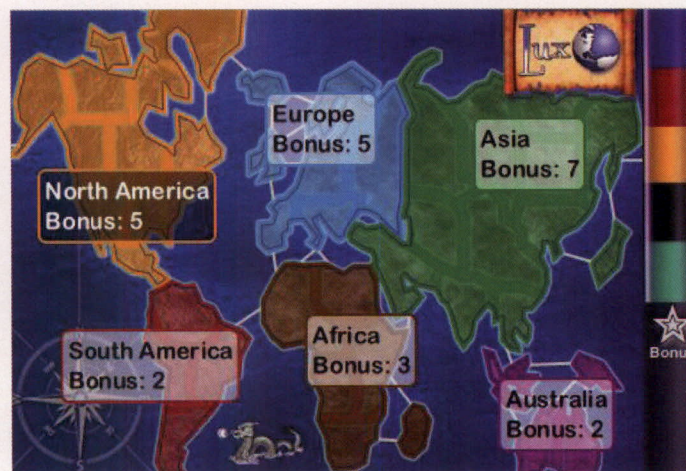 Lux
Europe
Bonus: 5
Asia
Bonus: 7
North America
Bonus: 5
South America
Bonus: 2
Africa
Bonus: 3
Australia
Bonus: 2
Bonu
S